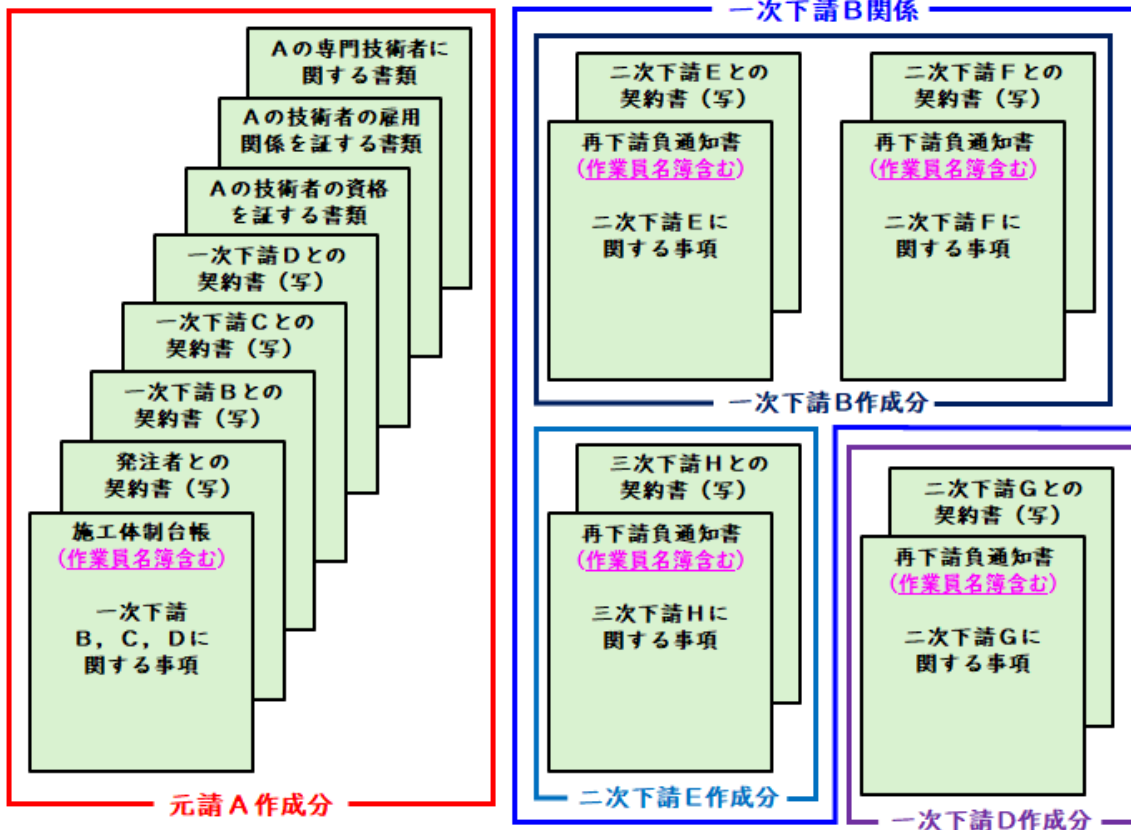 Aの専門技術者に
関する書類
Aの技術者の雇用
関係を証する書類
Aの技術者の資格
を証する書類
一次下請Dとの
契約書（写）
一次下請Cとの
契約書（写）
一次下請Bとの
契約書（写）
発注者との
契約書（写）
施工体制台帳
（作業員名簿含む）
一次下請
B，C，Dに
関する事項
元請A作成分
一次下請B関係
二次下請Eとの
契約書（写）
再下請負通知書
（作業員名簿含む）
二次下請Eに
関する事項
二次下請Fとの
契約書（写）
再下請負通知書
（作業員名簿含む）
二次下請Fに
関する事項
一次下請B作成分
三次下請Hとの
契約書（写）
再下請負通知書
（作業員名簿含む）
三次下請Hに
関する事項
二次下請E作成分
二次下請Gとの
契約書（写）
再下請負通知書
（作業員名簿含む）
二次下請Gに
関する事項
一次下請D作成分